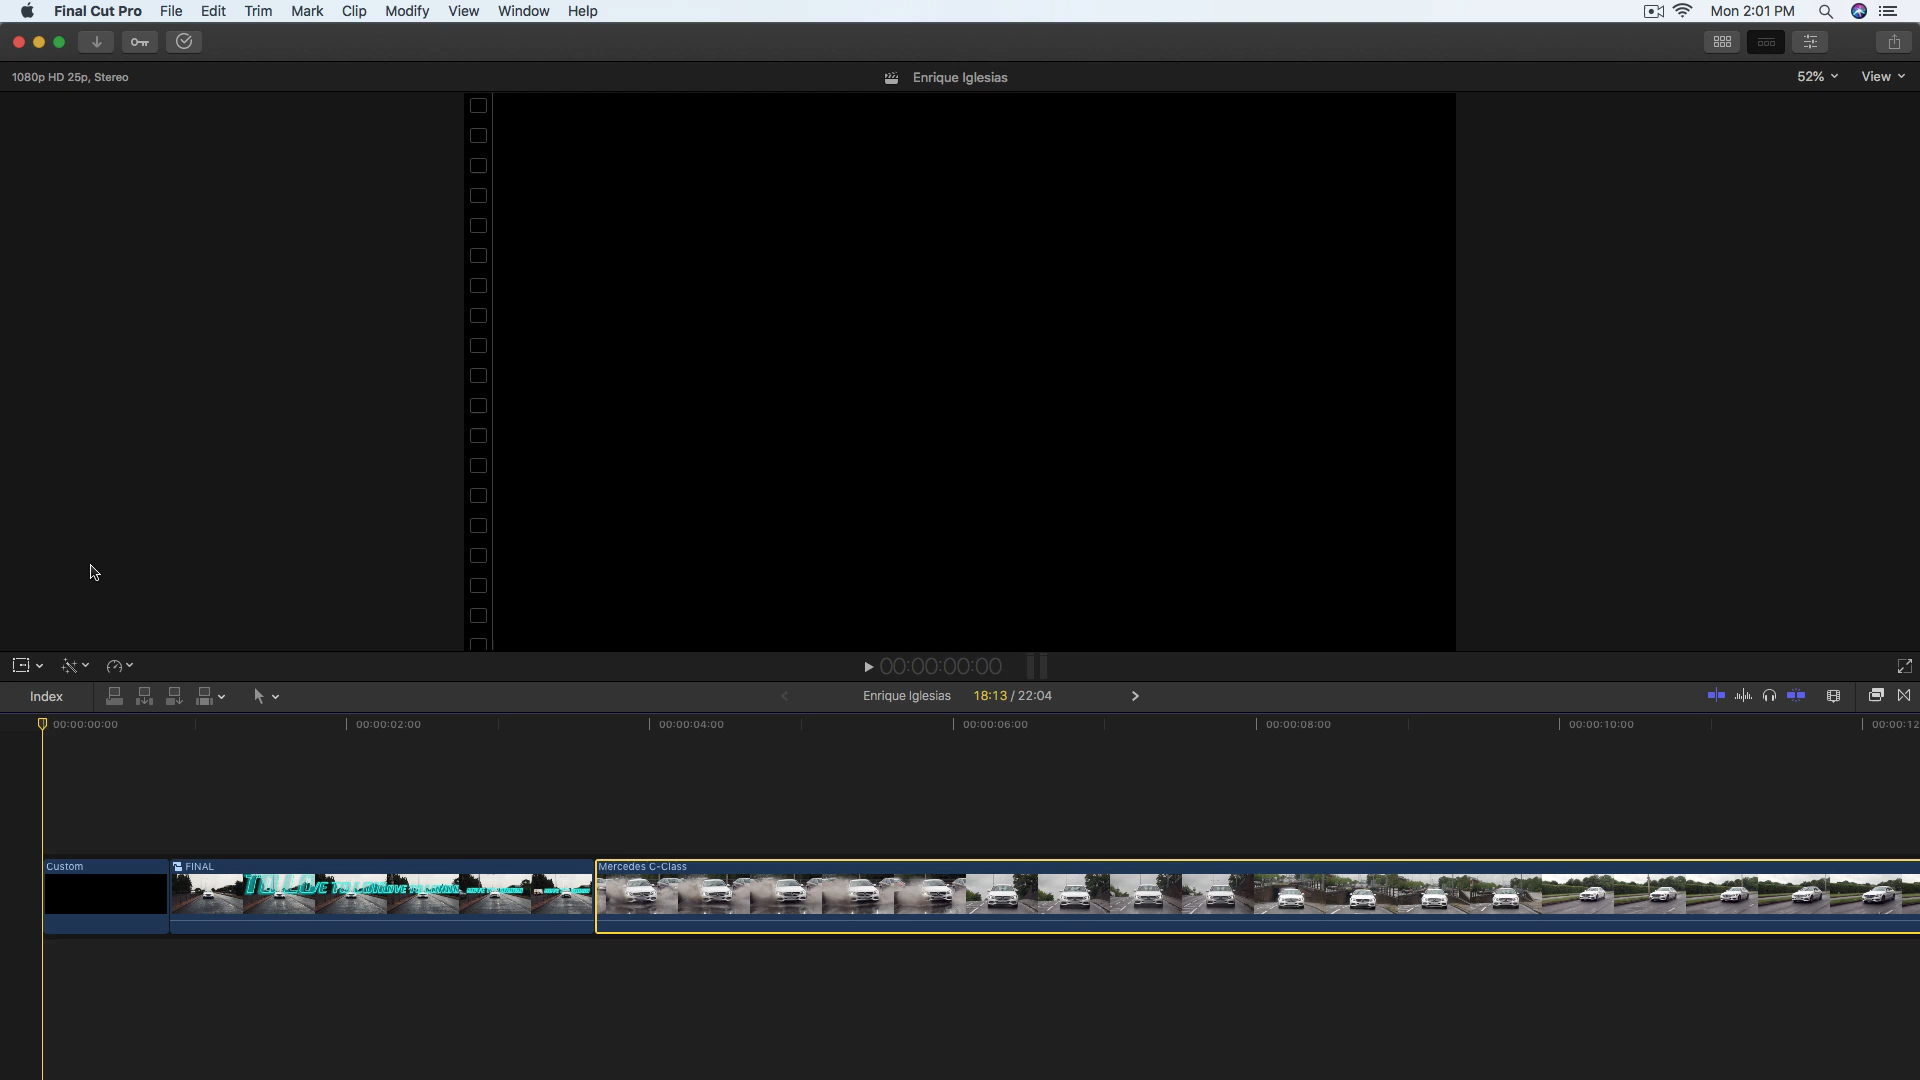 Final Cut Pro File Edit Trim Mark Clip Modify View Window Help Mon 2:01 PM
1080p HD 25p, Stereo Enrique Iglesias 52% View
00:00:00:00
Index Enrique Iglesias 18:13 / 22:04
00:00:00:00 00:00:02:00 00:00:04:00 00:00:06:00 00:00:08:00 00:00:10:00 00:00:12
Custom FINAL Mercedes C-Class